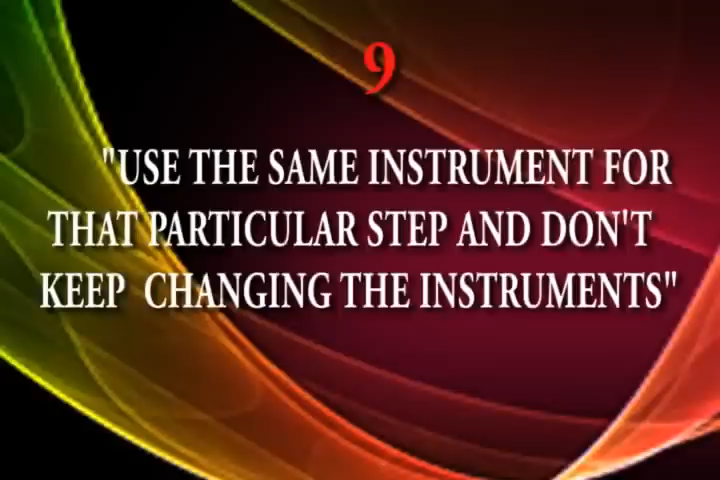 9
"USE THE SAME INSTRUMENT FOR
THAT PARTICULAR STEP AND DON'T
KEEP  CHANGING THE INSTRUMENTS"